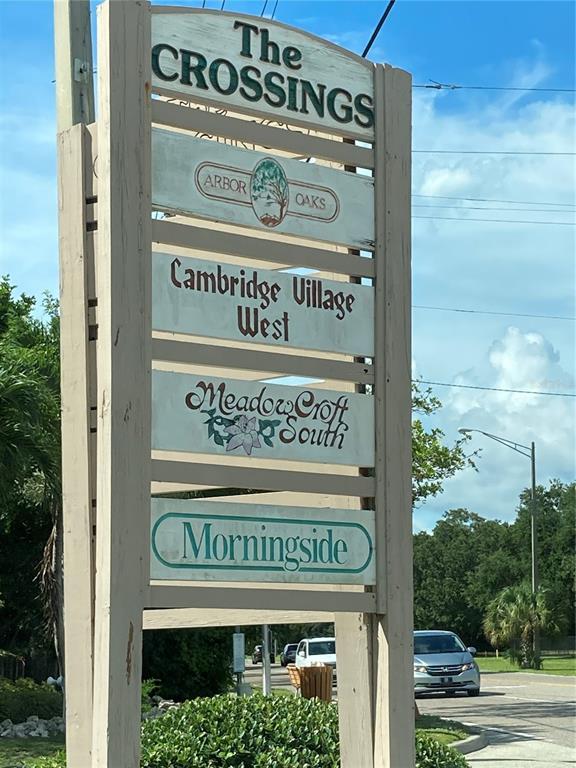 The
CROSSINGS
ARBOR OAKS
Cambridge Village
West
MeadowCroft
South
Morningside